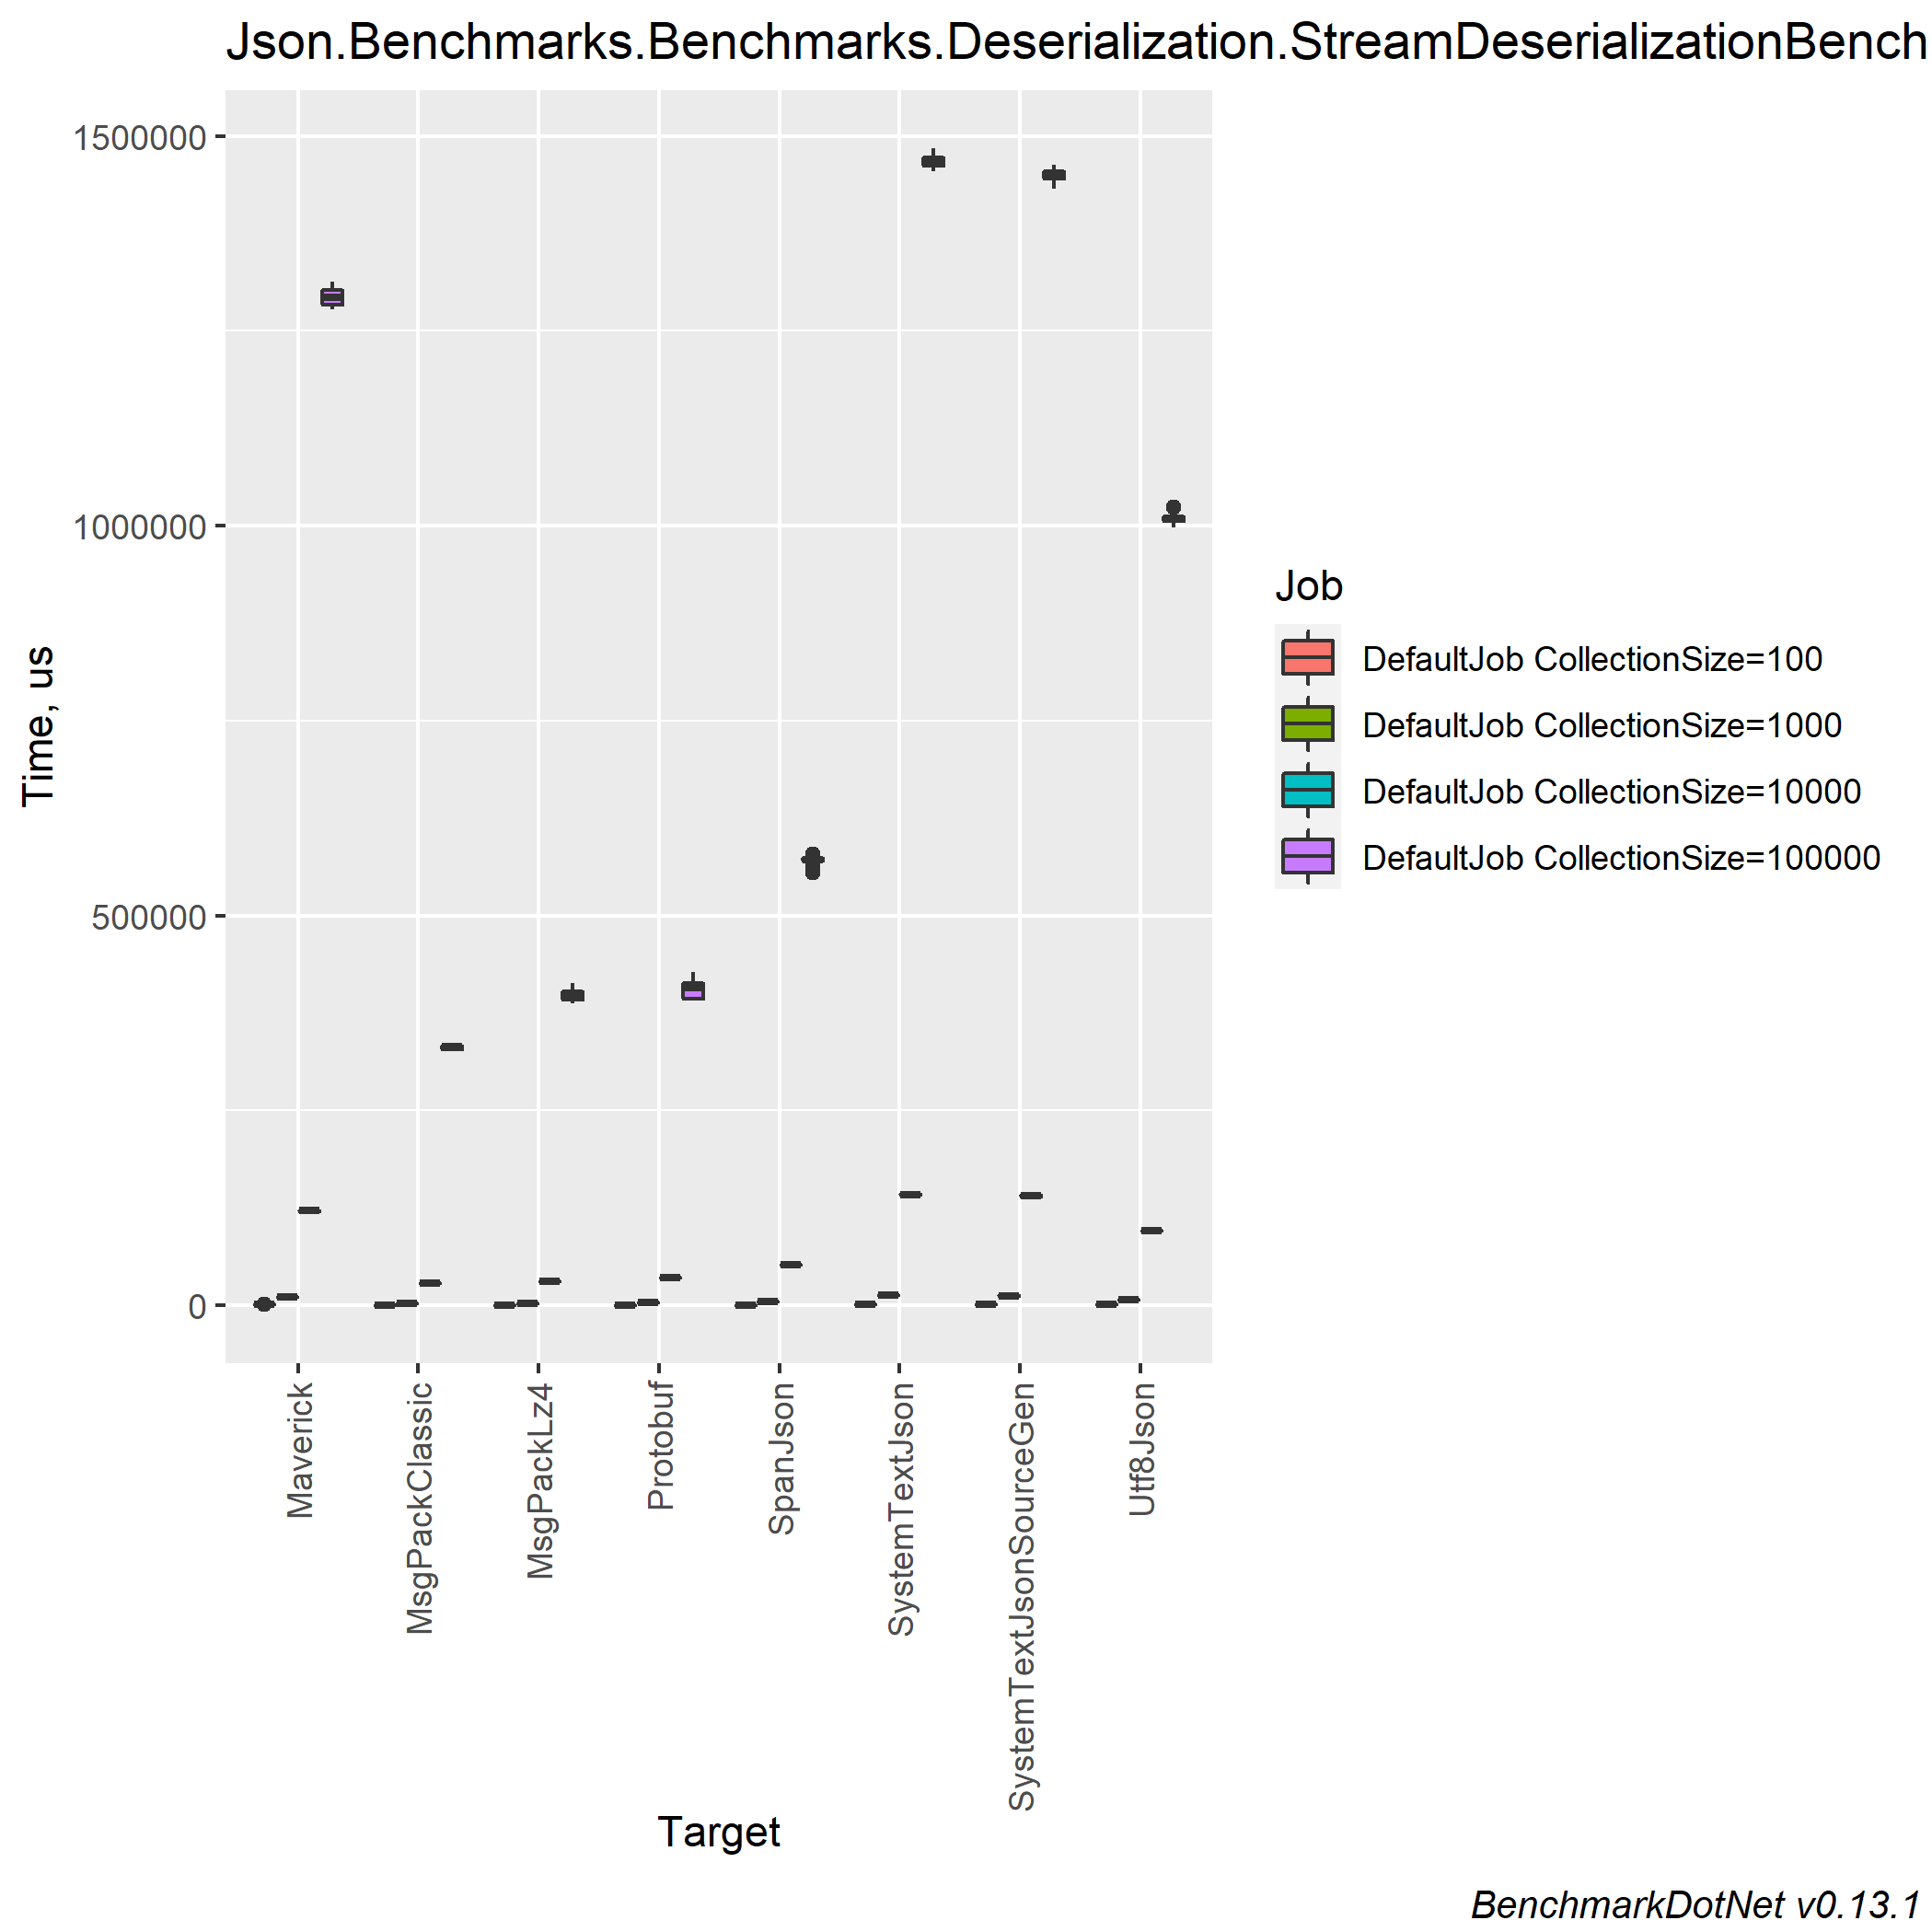 Json.Benchmarks.Benchmarks.Deserialization.StreamDeserializationBench
Time, us
1500000
1000000
500000
0
Maverick
MsgPackClassic
MsgPackLz4
Protobuf
SpanJson
SystemTextJson
SystemTextJsonSourceGen
Utf8Json
Target
Job
DefaultJob CollectionSize=100
DefaultJob CollectionSize=1000
DefaultJob CollectionSize=10000
DefaultJob CollectionSize=100000
BenchmarkDotNet v0.13.1